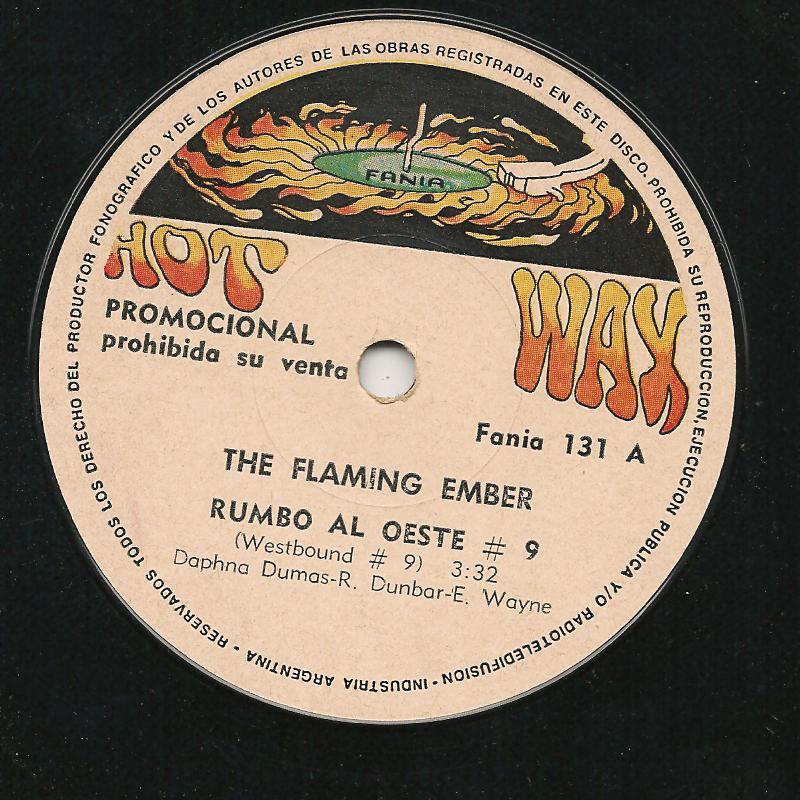 RESERVADOS TODOS LOS DERECHO DEL PRODUCTOR FONOGRAFICO Y DE LOS AUTORES DE LAS OBRAS REGISTRADAS EN ESTE DISCO. PROHIBIDA SU REPRODUCCION, EJECUCION PUBLICA Y/O RADIOTELEDIFUSION - INDUSTRIA ARGENTINA -
FANIA
HOT WAX
PROMOCIONAL
prohibida su venta
Fania 131 A
THE FLAMING EMBER
RUMBO AL OESTE # 9
(Westbound # 9) 3:32
Daphna Dumas-R. Dunbar-E. Wayne